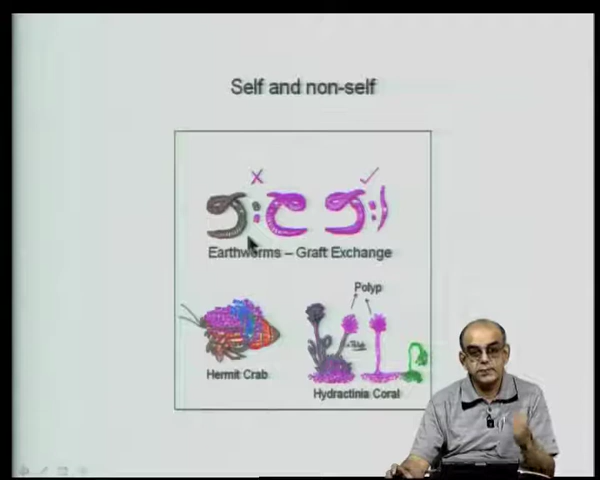 Self and non-self
Earthworms – Graft Exchange
Polyp
Hermit Crab
Hydractinia Coral